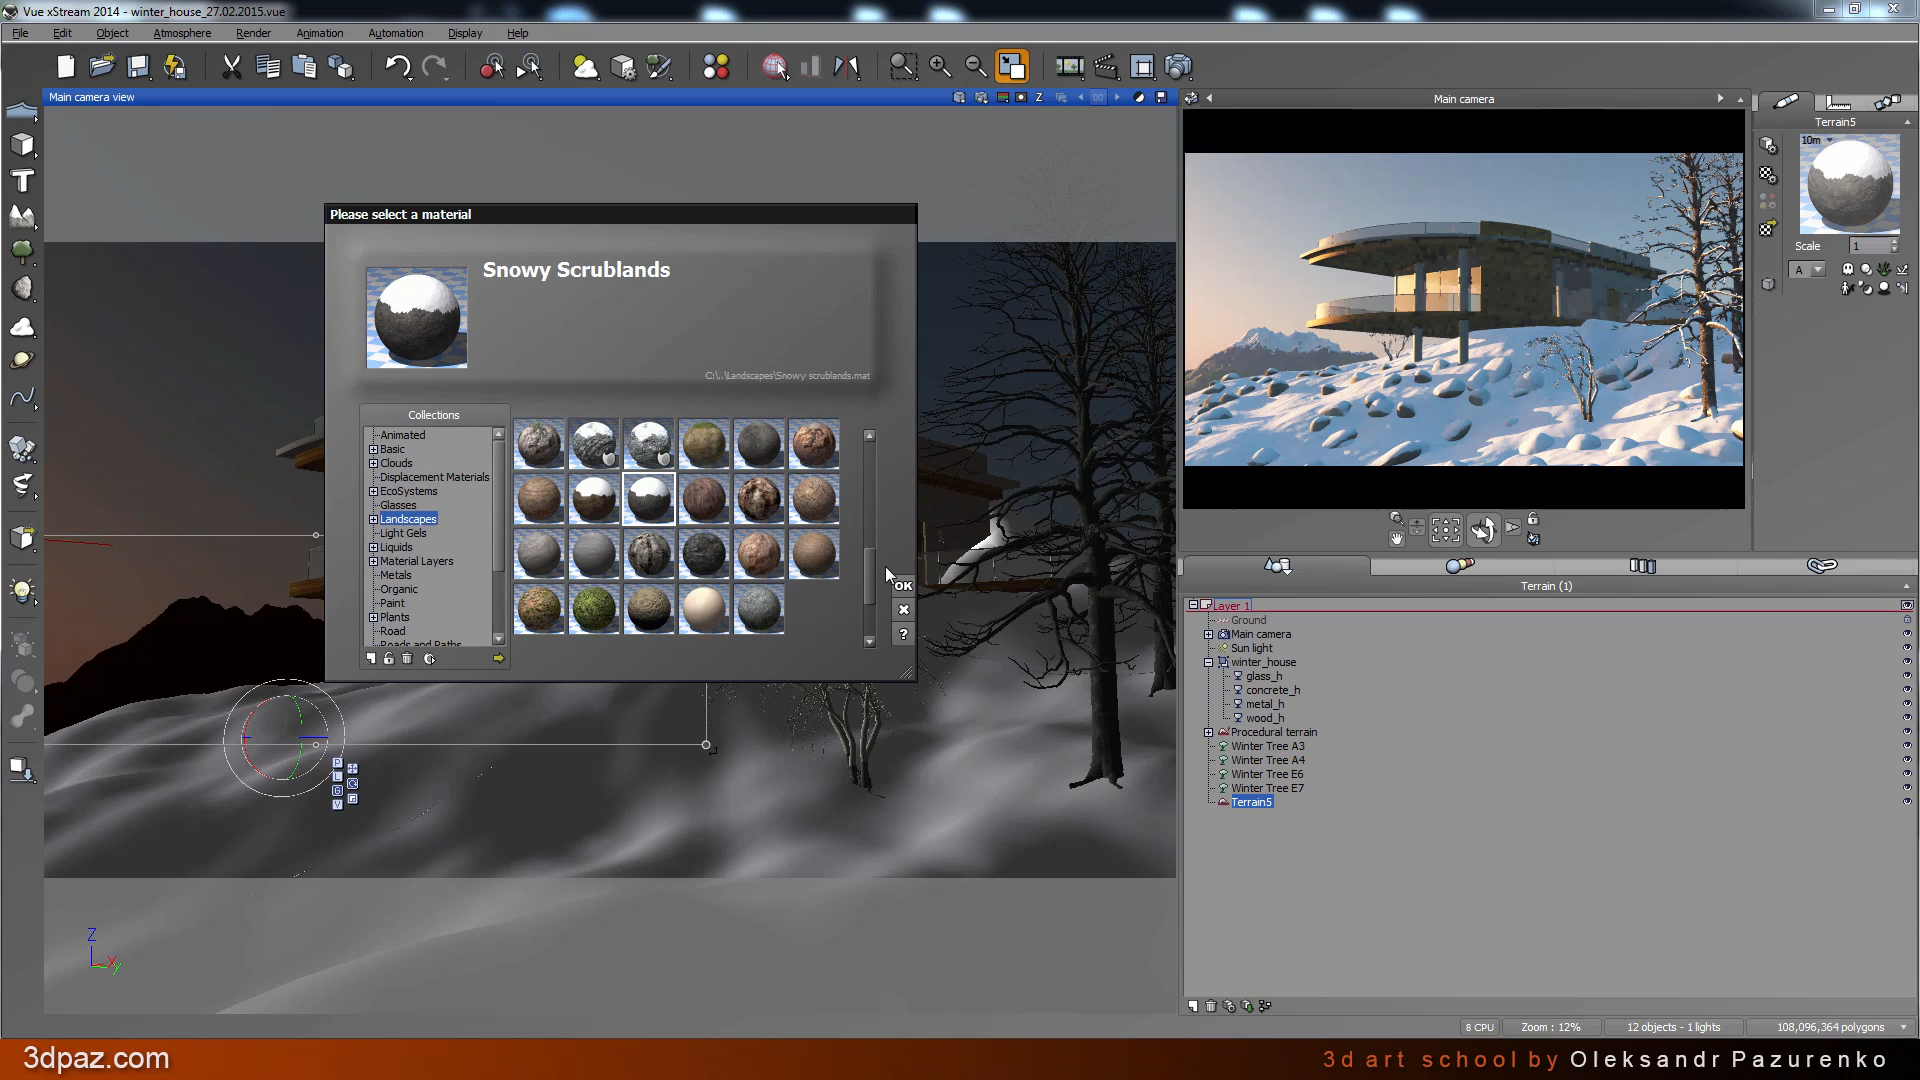 Vue xStream 2014 - winter_house_27.02.2015.vue
File Edit Object Atmosphere Render Animation Automation Display Help
Main camera view
Z
Main camera
Terrain5
10m
Scale 1
A
Please select a material
Snowy Scrublands
C:\..\Landscapes\Snowy scrublands.mat
Collections
Animated
Basic
Clouds
Displacement Materials
EcoSystems
Glasses
Landscapes
Light Gels
Liquids
Material Layers
Metals
Organic
Paint
Plants
Road
Roads and Paths
OK
?
Terrain (1)
Layer 1
Ground
Main camera
Sun light
winter_house
glass_h
concrete_h
metal_h
wood_h
Procedural terrain
Winter Tree A3
Winter Tree A4
Winter Tree E6
Winter Tree E7
Terrain5
P
L
G
V
Z
X
y
8 CPU Zoom : 12% 12 objects - 1 lights 108,096,364 polygons
3dpaz.com 3d art school by Oleksandr Pazurenko